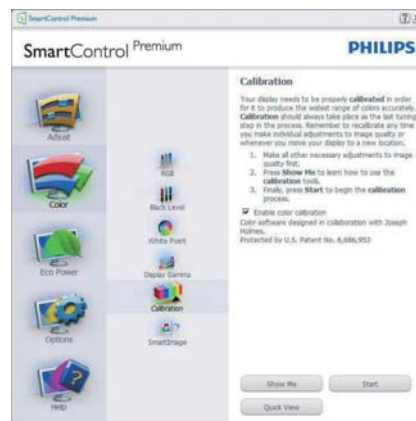 SmartControl Premium
SmartControl Premium
PHILIPS
Adjust
Color
Eco Power
Options
Help
RGB
Black Level
White Point
Display Gamma
Calibration
SmartImage
Calibration
Your display needs to be properly calibrated in order
for it to produce the widest range of colors accurately.
Calibration should always take place as the last tuning
step in the process. Remember to recalibrate any time
you make individual adjustments to image quality or
whenever you move your display to a new location.
1. Make all other necessary adjustments to image
quality first.
2. Press Show Me to learn how to use the
calibration tools.
3. Finally, press Start to begin the calibration
process.
Enable color calibration
Color software designed in collaboration with Joseph
Holmes.
Protected by U.S. Patent No. 6,686,953
Show Me
Start
Quick View